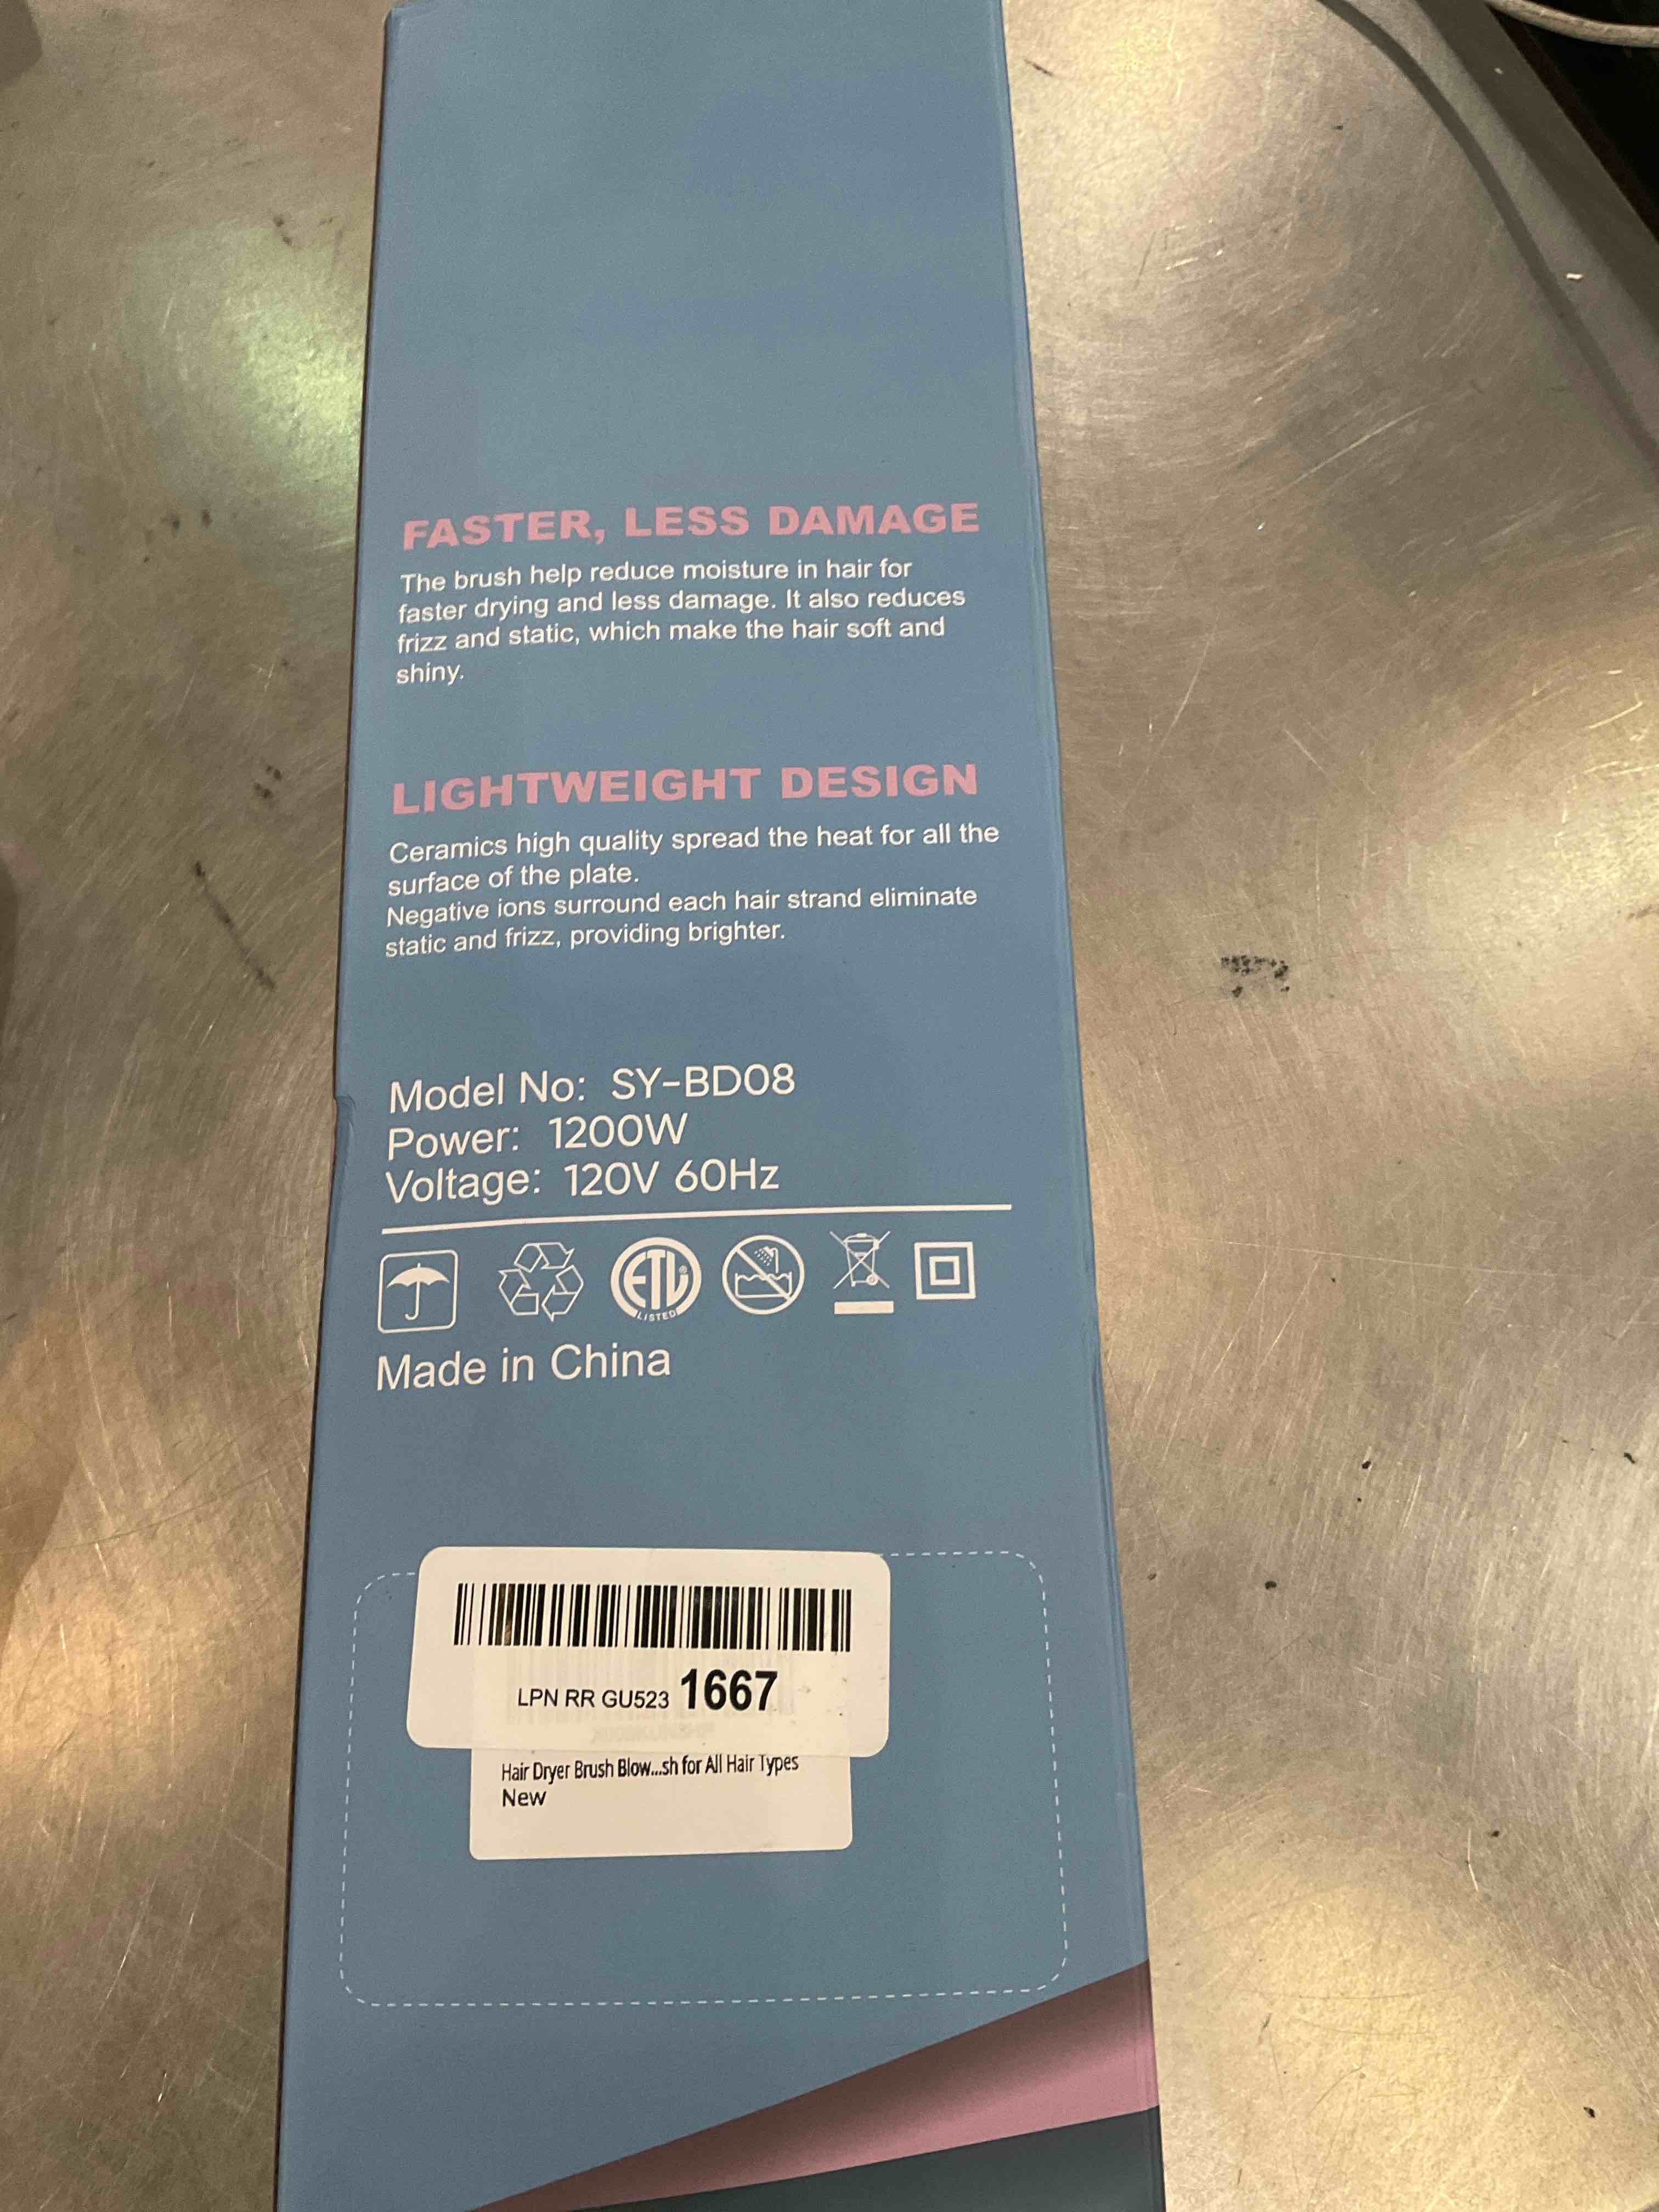 FASTER, LESS DAMAGE
The brush help reduce moisture in hair for
faster drying and less damage. It also reduces
frizz and static, which make the hair soft and
shiny.
LIGHTWEIGHT DESIGN
Ceramics high quality spread the heat for all the
surface of the plate.
Negative ions surround each hair strand eliminate
static and frizz, providing brighter.
Model No: SY-BD08
Power: 1200W
Voltage: 120V 60Hz
ETL
LISTED
Made in China
LPN RR GU523 1667
Hair Dryer Brush Blow...sh for All Hair Types
New